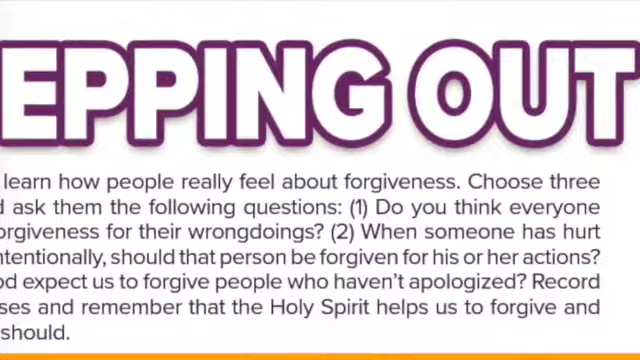 EPPING OUT
learn how people really feel about forgiveness. Choose three
ask them the following questions: (1) Do you think everyone
orgiveness for their wrongdoings? (2) When someone has hurt
ntentionally, should that person be forgiven for his or her actions?
od expect us to forgive people who haven't apologized? Record
ses and remember that the Holy Spirit helps us to forgive and
should.